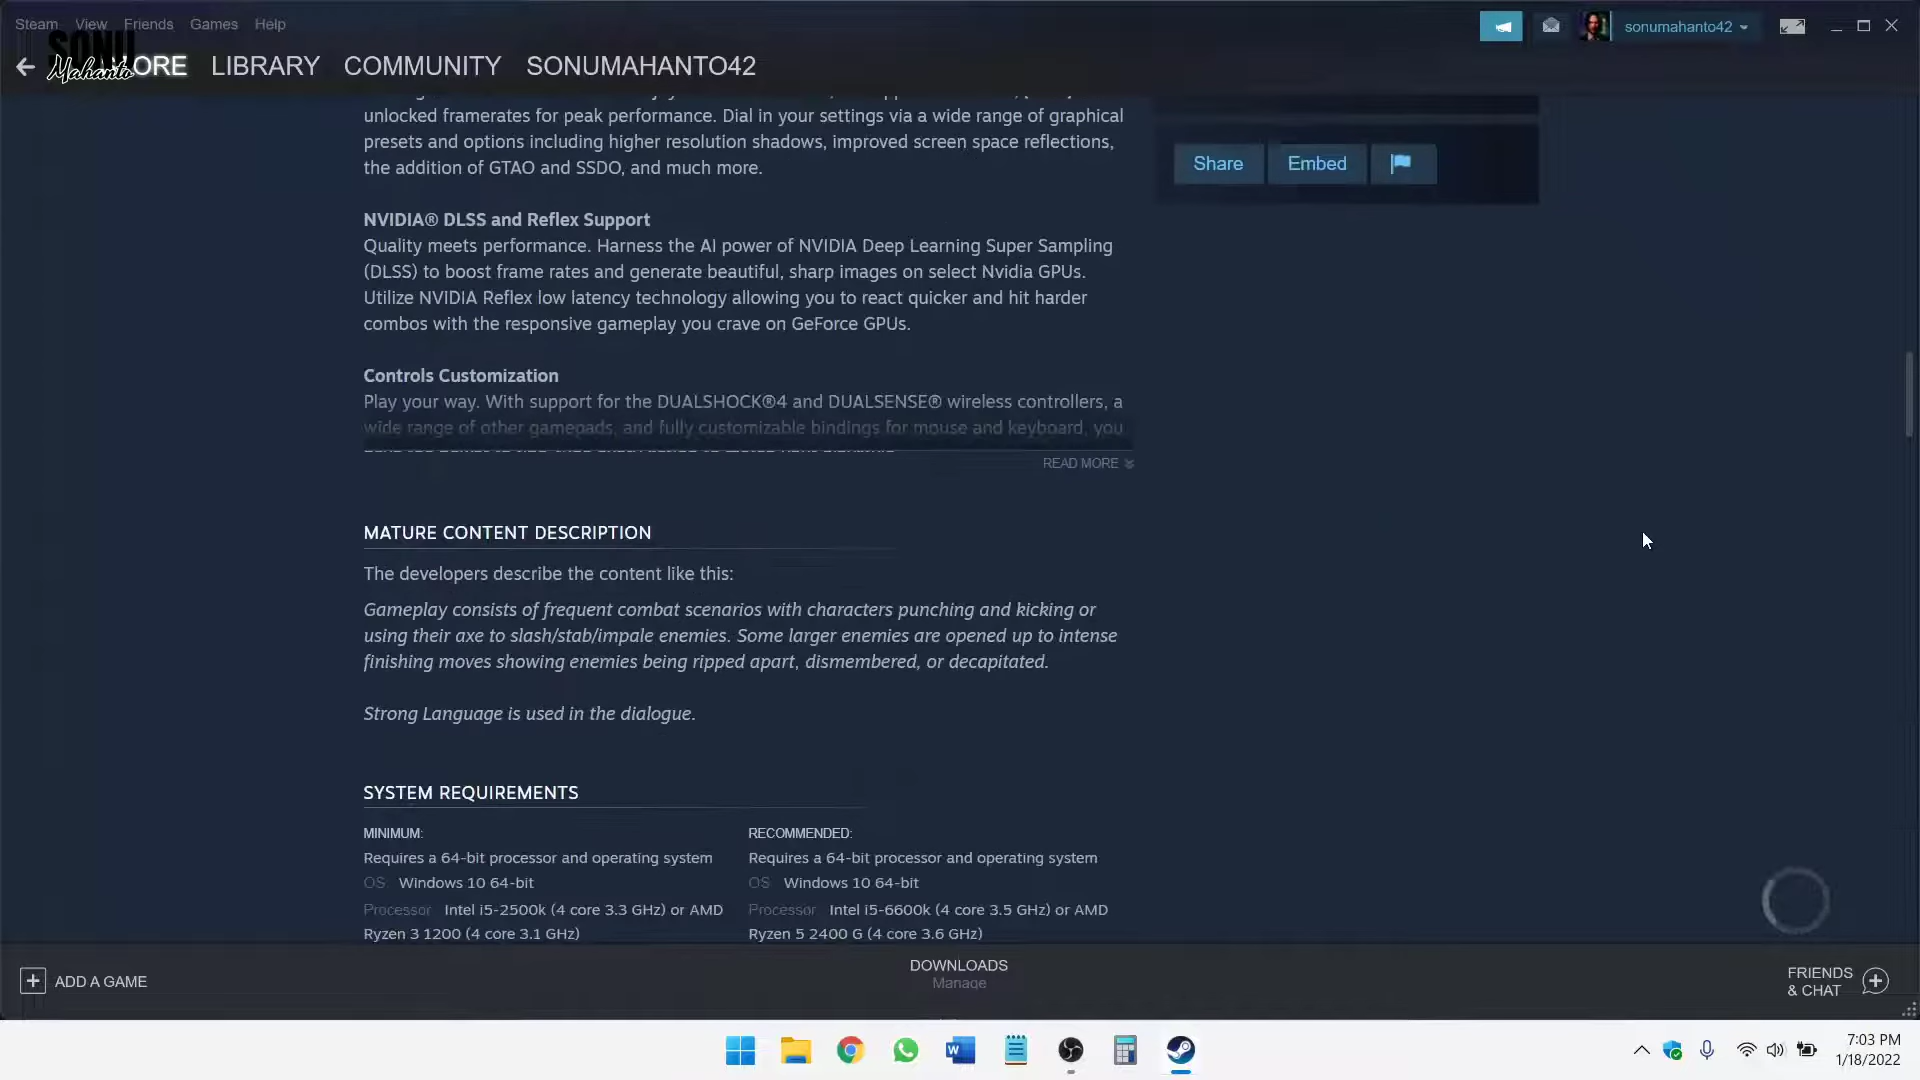 Steam View Friends Games Help
sonumahanto42
SONU
Mahanto
ORE LIBRARY COMMUNITY SONUMAHANTO42
unlocked framerates for peak performance. Dial in your settings via a wide range of graphical
presets and options including higher resolution shadows, improved screen space reflections,
the addition of GTAO and SSDO, and much more.
Share Embed
NVIDIA® DLSS and Reflex Support
Quality meets performance. Harness the AI power of NVIDIA Deep Learning Super Sampling
(DLSS) to boost frame rates and generate beautiful, sharp images on select Nvidia GPUs.
Utilize NVIDIA Reflex low latency technology allowing you to react quicker and hit harder
combos with the responsive gameplay you crave on GeForce GPUs.
Controls Customization
Play your way. With support for the DUALSHOCK®4 and DUALSENSE® wireless controllers, a
wide range of other gamepads, and fully customizable bindings for mouse and keyboard, you
READ MORE
MATURE CONTENT DESCRIPTION
The developers describe the content like this:
Gameplay consists of frequent combat scenarios with characters punching and kicking or
using their axe to slash/stab/impale enemies. Some larger enemies are opened up to intense
finishing moves showing enemies being ripped apart, dismembered, or decapitated.
Strong Language is used in the dialogue.
SYSTEM REQUIREMENTS
MINIMUM: RECOMMENDED:
Requires a 64-bit processor and operating system Requires a 64-bit processor and operating system
OS Windows 10 64-bit OS Windows 10 64-bit
Processor Intel i5-2500k (4 core 3.3 GHz) or AMD Processor Intel i5-6600k (4 core 3.5 GHz) or AMD
Ryzen 3 1200 (4 core 3.1 GHz) Ryzen 5 2400 G (4 core 3.6 GHz)
ADD A GAME
DOWNLOADS
Manage
FRIENDS
& CHAT
7:03 PM
1/18/2022